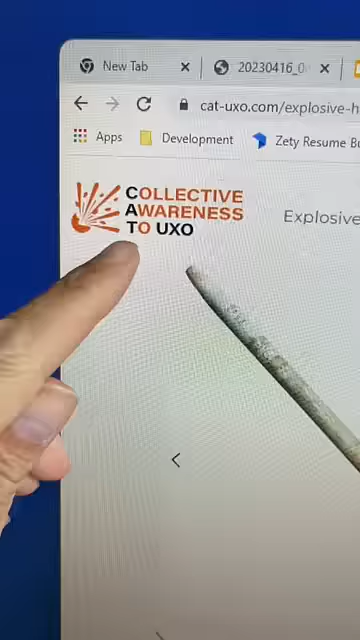 New Tab
20230416_0
cat-uxo.com/explosive-h
Apps
Development
Zety Resume Bu
COLLECTIVE
AWARENESS
TO UXO
Explosive